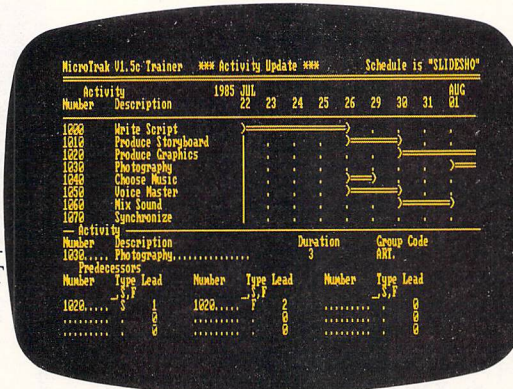 MicroTrak V1.5c Trainer *** Activity Update *** Schedule is "SLIDESHO"
Activity 1985 JUL AUG
Number Description 22 23 24 25 26 29 30 31 01
1000 Write Script
1010 Produce Storyboard
1020 Produce Graphics
1030 Photography
1040 Choose Music
1050 Voice Master
1060 Mix Sound
1070 Synchronize
Activity
Number Description Duration Group Code
1030..... Photography............... 3 ART.
Predecessors
Number Type Lead Number Type Lead Number Type Lead
_,S,F _,S,F _,S,F
1020..... S 1 1020..... F 2 ......... . 0
......... . 0 ......... . 0 ......... . 0
......... . 0 ......... . 0 ......... . 0